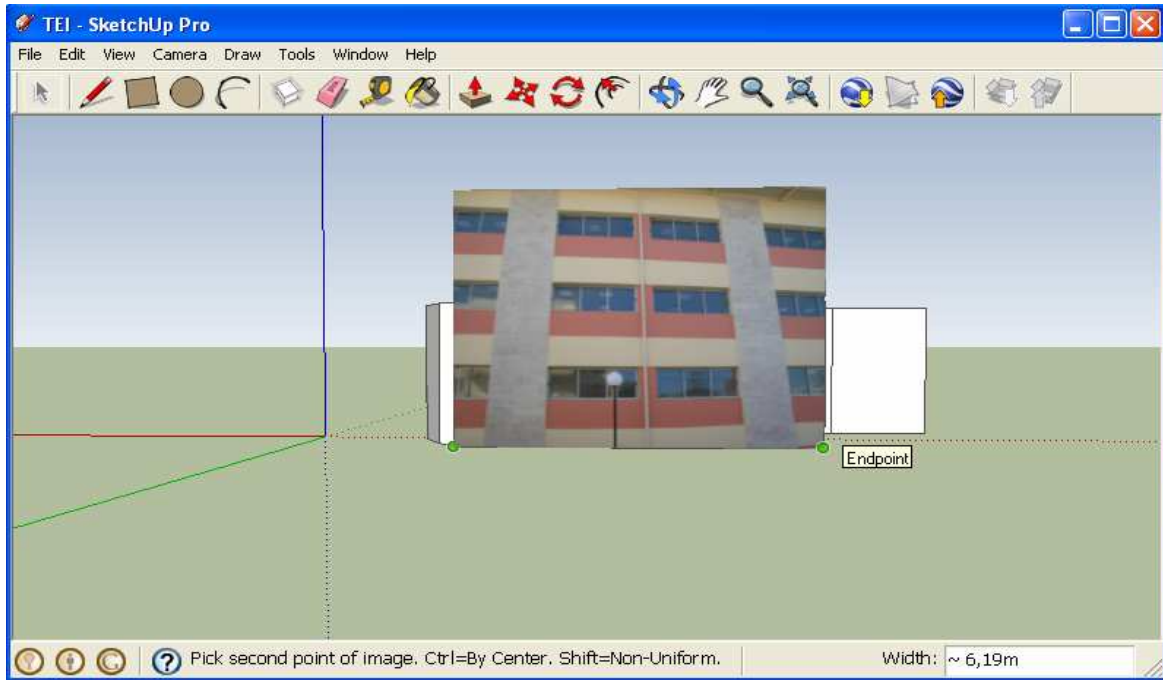 TEI - SketchUp Pro
File Edit View Camera Draw Tools Window Help
Endpoint
Pick second point of image. Ctrl=By Center. Shift=Non-Uniform. Width: ~ 6,19m